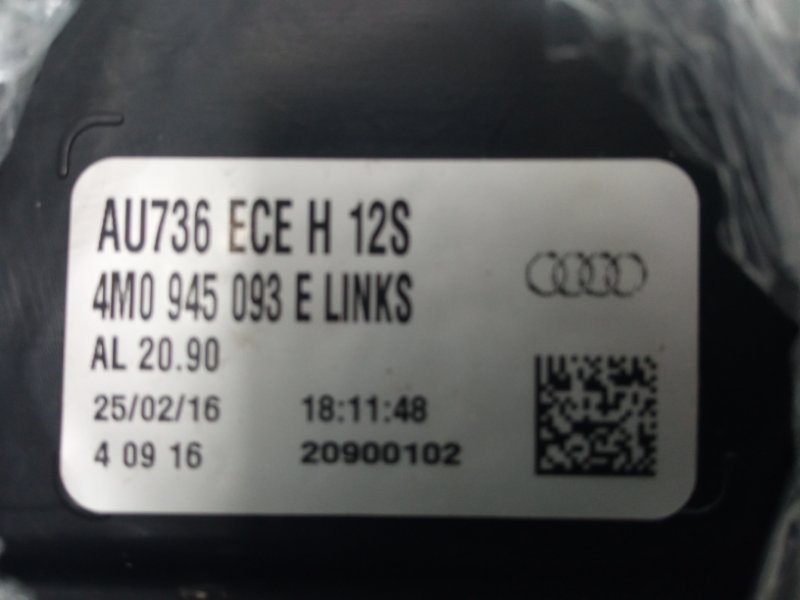 AU736 ECE H 12S
4M0 945 093 E LINKS
AL 20.90
25/02/16 18:11:48
4 09 16 20900102